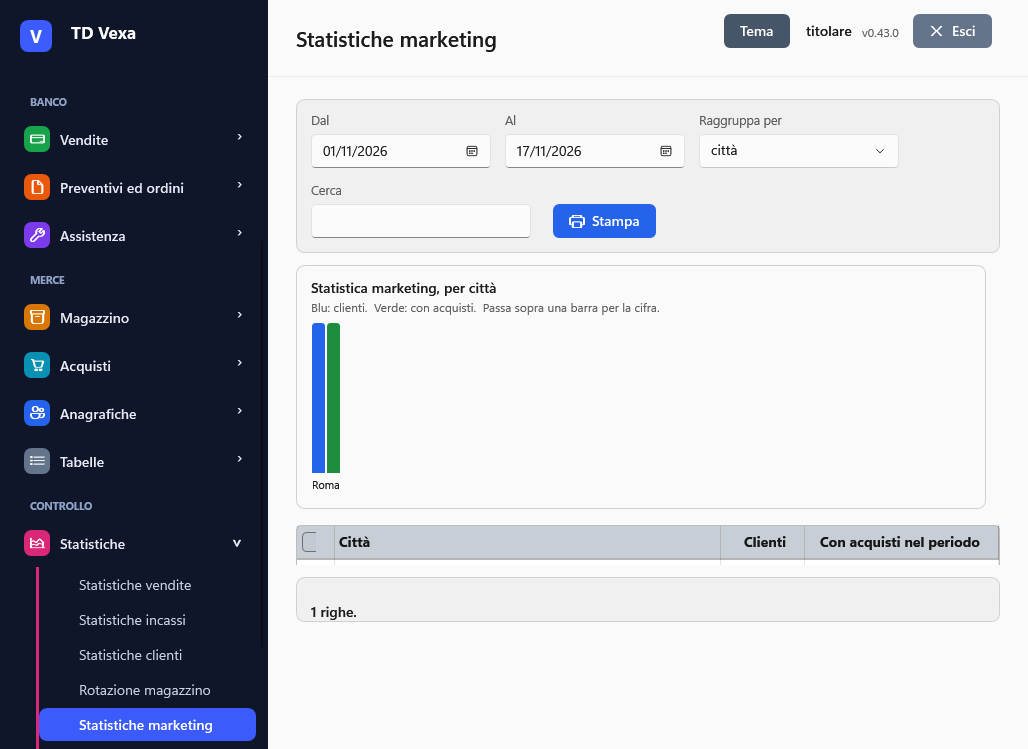 V TD Vexa
BANCO
Vendite
Preventivi ed ordini
Assistenza
MERCE
Magazzino
Acquisti
Anagrafiche
Tabelle
CONTROLLO
Statistiche
Statistiche vendite
Statistiche incassi
Statistiche clienti
Rotazione magazzino
Statistiche marketing
Statistiche marketing
Tema titolare v0.43.0 Esci
Dal Al Raggruppa per
01/11/2026 17/11/2026 città
Cerca
Stampa
Statistica marketing, per città
Blu: clienti. Verde: con acquisti. Passa sopra una barra per la cifra.
Roma
Città Clienti Con acquisti nel periodo
1 righe.